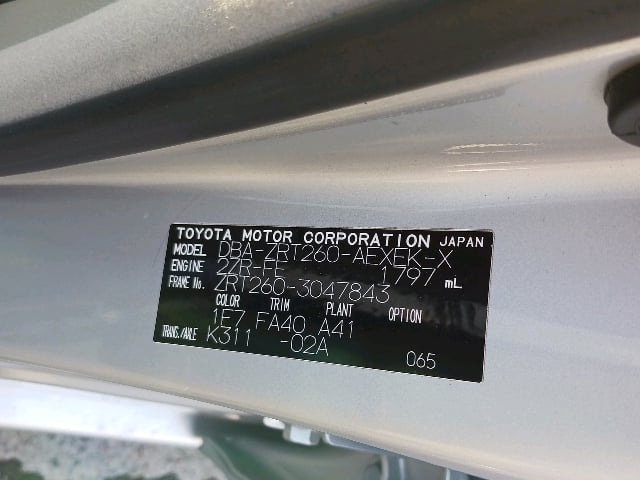 TOYOTA MOTOR CORPORATION JAPAN
MODEL DBA-ZRT260-AEXEK-X
ENGINE 2ZR-FE 1797 mL
FRAME No. ZRT260-3047843
COLOR TRIM PLANT OPTION
1F7 FA40 A41
TRANS./AXLE K311 -02A
065